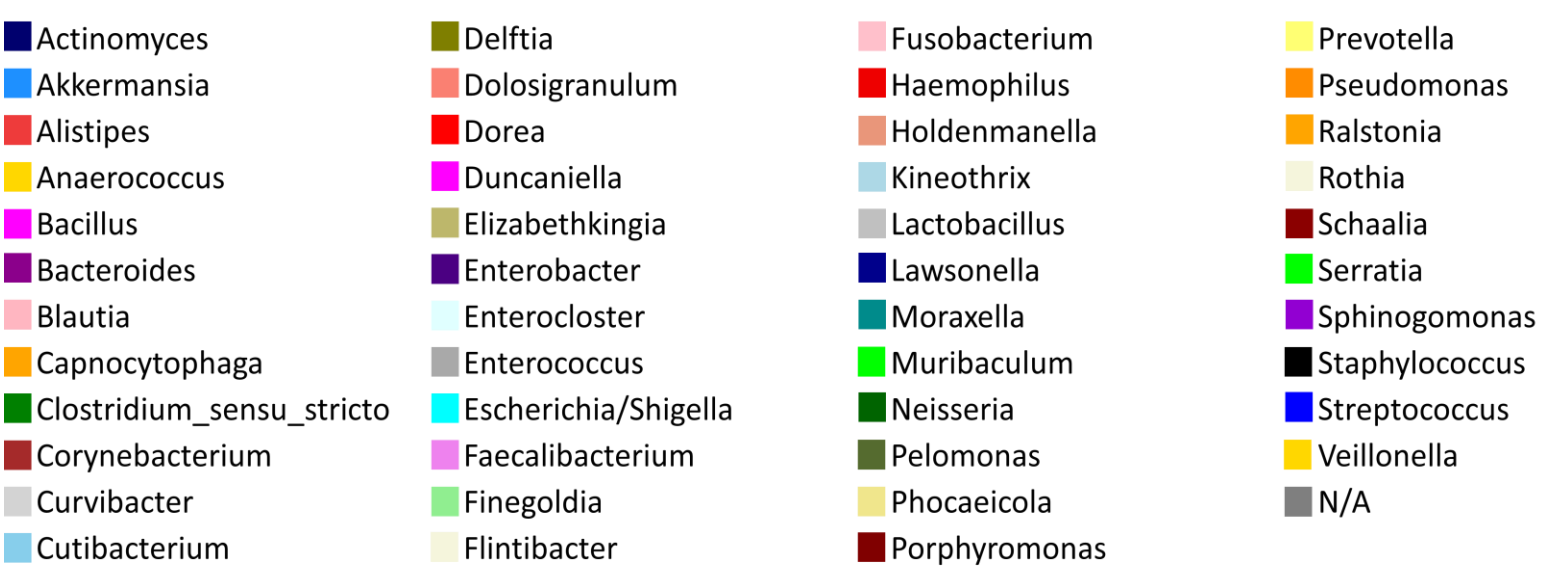 Actinomyces
Akkermansia
Alistipes
Anaerococcus
Bacillus
Bacteroides
Blautia
Capnocytophaga
Clostridium_sensu_stricto
Corynebacterium
Curvibacter
Cutibacterium
Delftia
Dolosigranulum
Dorea
Duncaniella
Elizabethkingia
Enterobacter
Enterocloster
Enterococcus
Escherichia/Shigella
Faecalibacterium
Finegoldia
Flintibacter
Fusobacterium
Haemophilus
Holdenmanella
Kineothrix
Lactobacillus
Lawsonella
Moraxella
Muribaculum
Neisseria
Pelomonas
Phocaeicola
Porphyromonas
Prevotella
Pseudomonas
Ralstonia
Rothia
Schaalia
Serratia
Sphinogomonas
Staphylococcus
Streptococcus
Veillonella
N/A